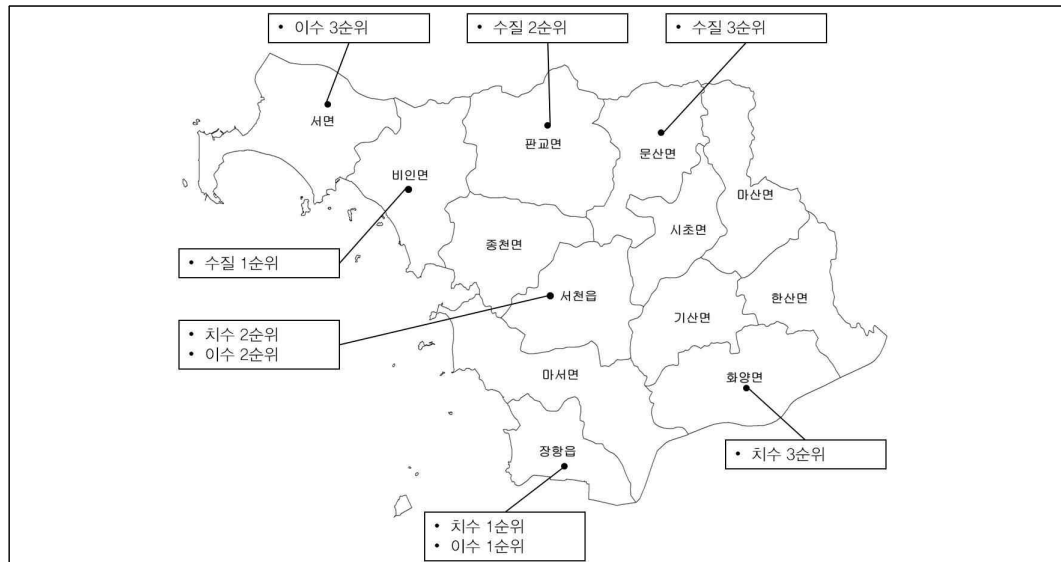 • 이수 3순위
• 수질 2순위
• 수질 3순위
서면
판교면
문산면
비인면
마산면
시초면
종천면
• 수질 1순위
서천읍
한산면
기산면
• 치수 2순위
• 이수 2순위
마서면
화양면
장항읍
• 치수 3순위
• 치수 1순위
• 이수 1순위